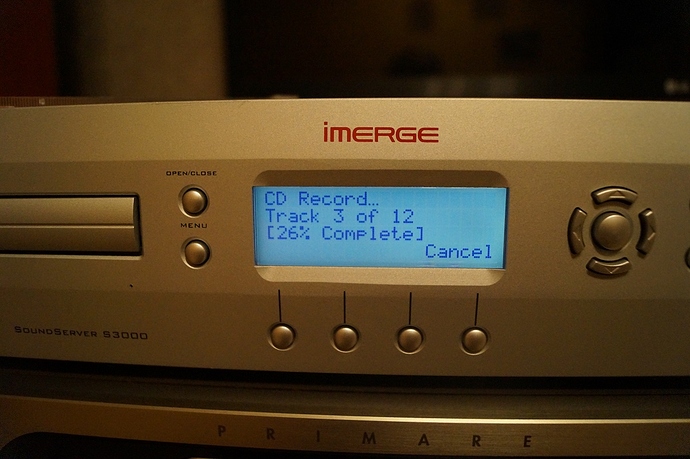 imerge
OPEN/CLOSE
MENU
CD Record...
Track 3 of 12
[26% Complete]
Cancel
SoundServer S3000
PRIMARE